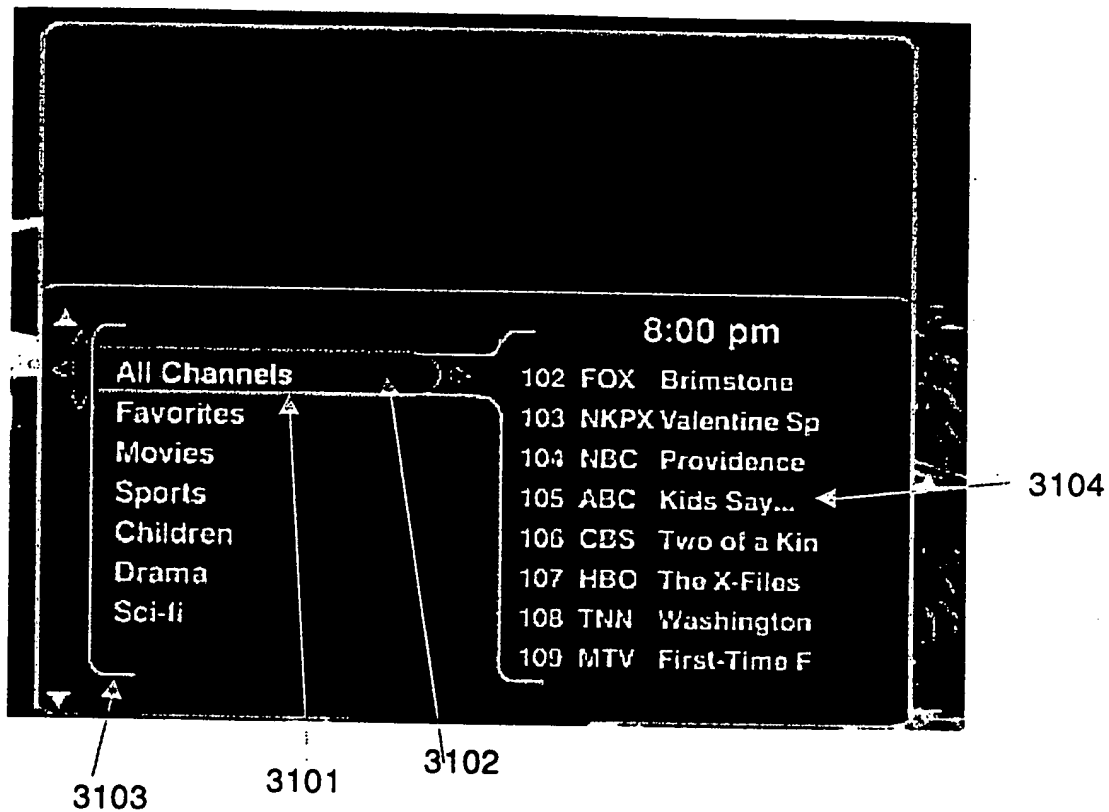 8:00 pm
All Channels
Favorites
Movies
Sports
Children
Drama
Sci-fi
102 FOX Brimstone
103 NKPX Valentine Sp
104 NBC Providence
105 ABC Kids Say...
106 CBS Two of a Kin
107 HBO The X-Files
108 TNN Washington
109 MTV First-Time F
3104
3103
3101
3102